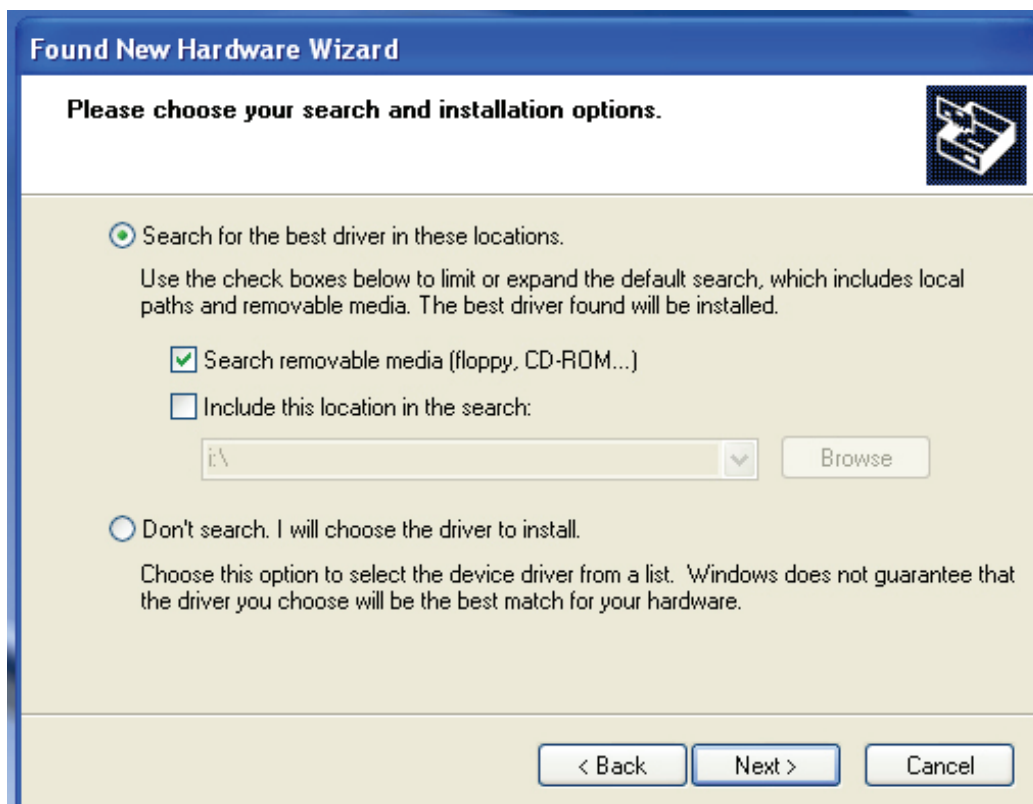 Found New Hardware Wizard
Please choose your search and installation options.
Search for the best driver in these locations.
Use the check boxes below to limit or expand the default search, which includes local
paths and removable media. The best driver found will be installed.
Search removable media (floppy, CD-ROM...)
Include this location in the search:
i:\
Browse
Don't search. I will choose the driver to install.
Choose this option to select the device driver from a list. Windows does not guarantee that
the driver you choose will be the best match for your hardware.
< Back Next > Cancel